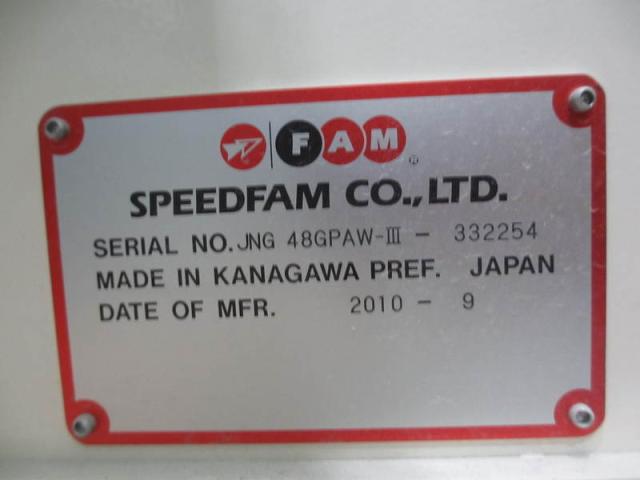 FAM®
SPEEDFAM CO.,LTD.
SERIAL NO. JNG 48GPAW-III - 332254
MADE IN KANAGAWA PREF. JAPAN
DATE OF MFR. 2010 - 9